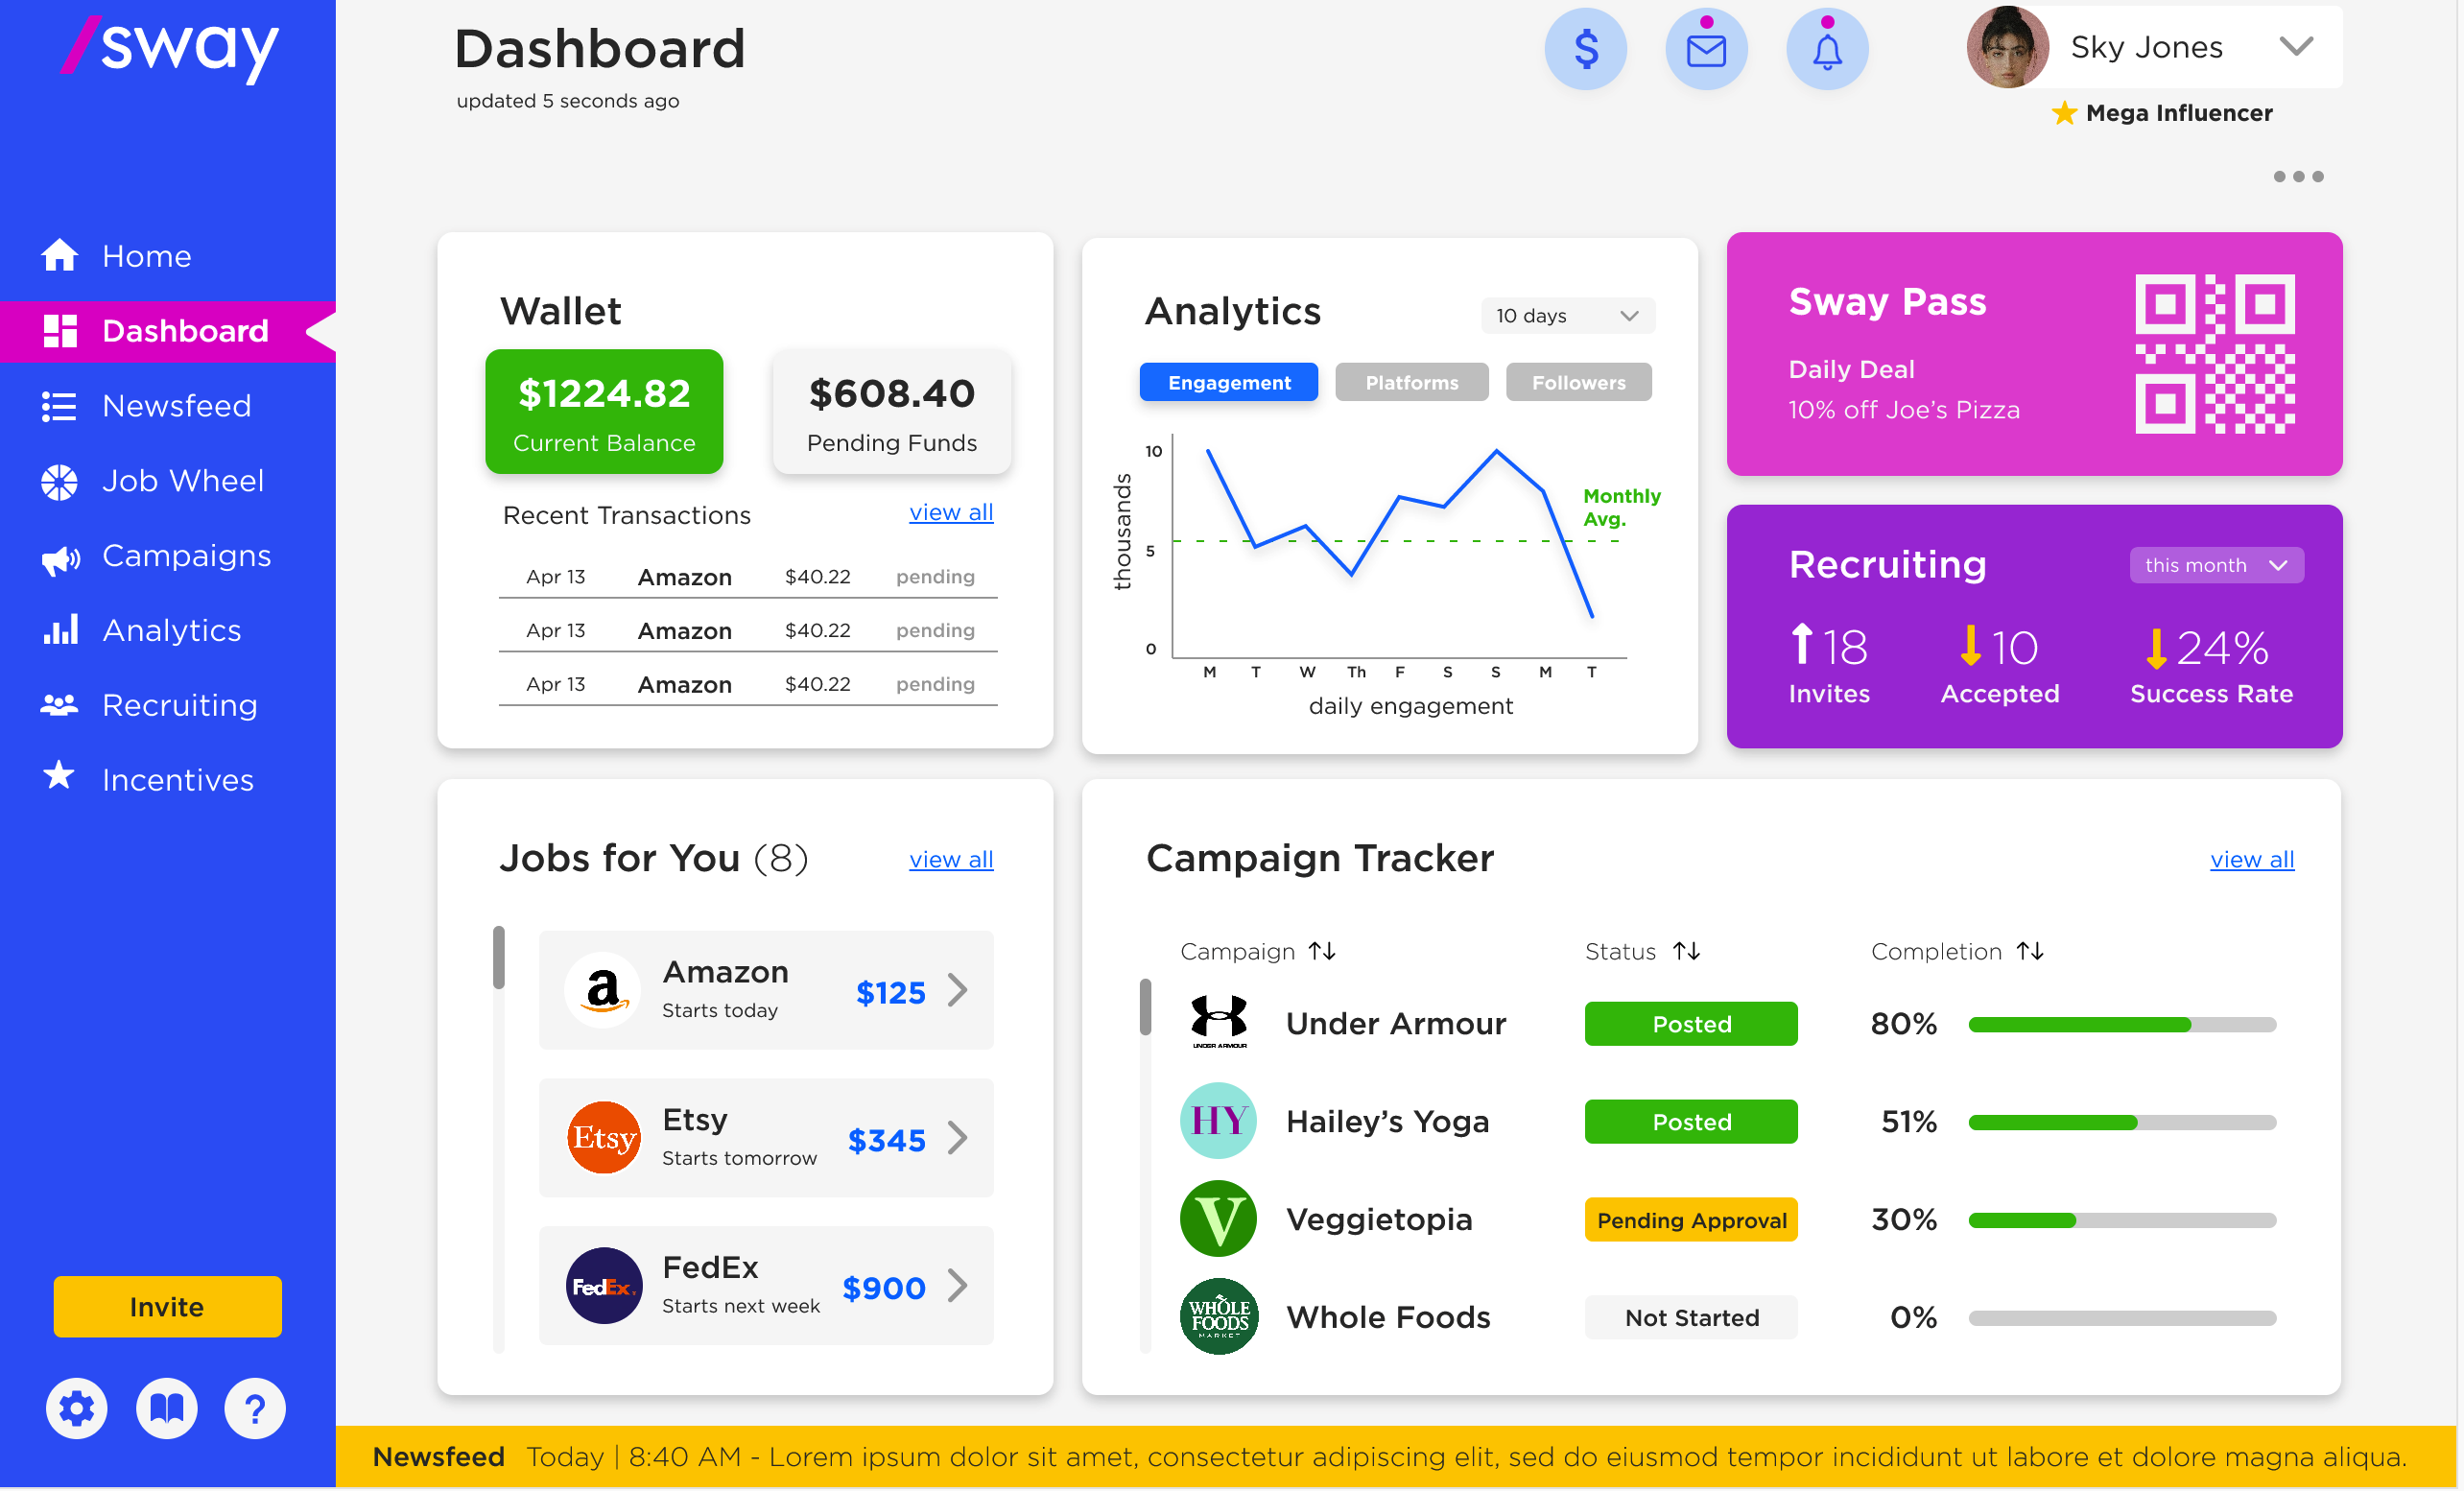 /sway
Home
Dashboard
Newsfeed
Job Wheel
Campaigns
Analytics
Recruiting
Incentives
Invite
?
Dashboard
updated 5 seconds ago
$
Sky Jones
Mega Influencer
Wallet
$1224.82
Current Balance
$608.40
Pending Funds
Recent Transactions view all
Apr 13 Amazon $40.22 pending
Apr 13 Amazon $40.22 pending
Apr 13 Amazon $40.22 pending
Analytics
10 days
Engagement Platforms Followers
thousands
10
5
0
Monthly
Avg.
M T W Th F S S M T
daily engagement
Sway Pass
Daily Deal
10% off Joe’s Pizza
Recruiting
this month
18 10 24%
Invites Accepted Success Rate
Jobs for You (8) view all
a
Amazon
Starts today
$125
Etsy
Etsy
Starts tomorrow
$345
FedEx
FedEx
Starts next week
$900
Campaign Tracker view all
Campaign Status Completion
UNDER ARMOUR
Under Armour Posted 80%
HY
Hailey’s Yoga Posted 51%
V
Veggietopia Pending Approval 30%
WHOLE
FOODS
MARKET
Whole Foods Not Started 0%
Newsfeed Today | 8:40 AM - Lorem ipsum dolor sit amet, consectetur adipiscing elit, sed do eiusmod tempor incididunt ut labore et dolore magna aliqua.